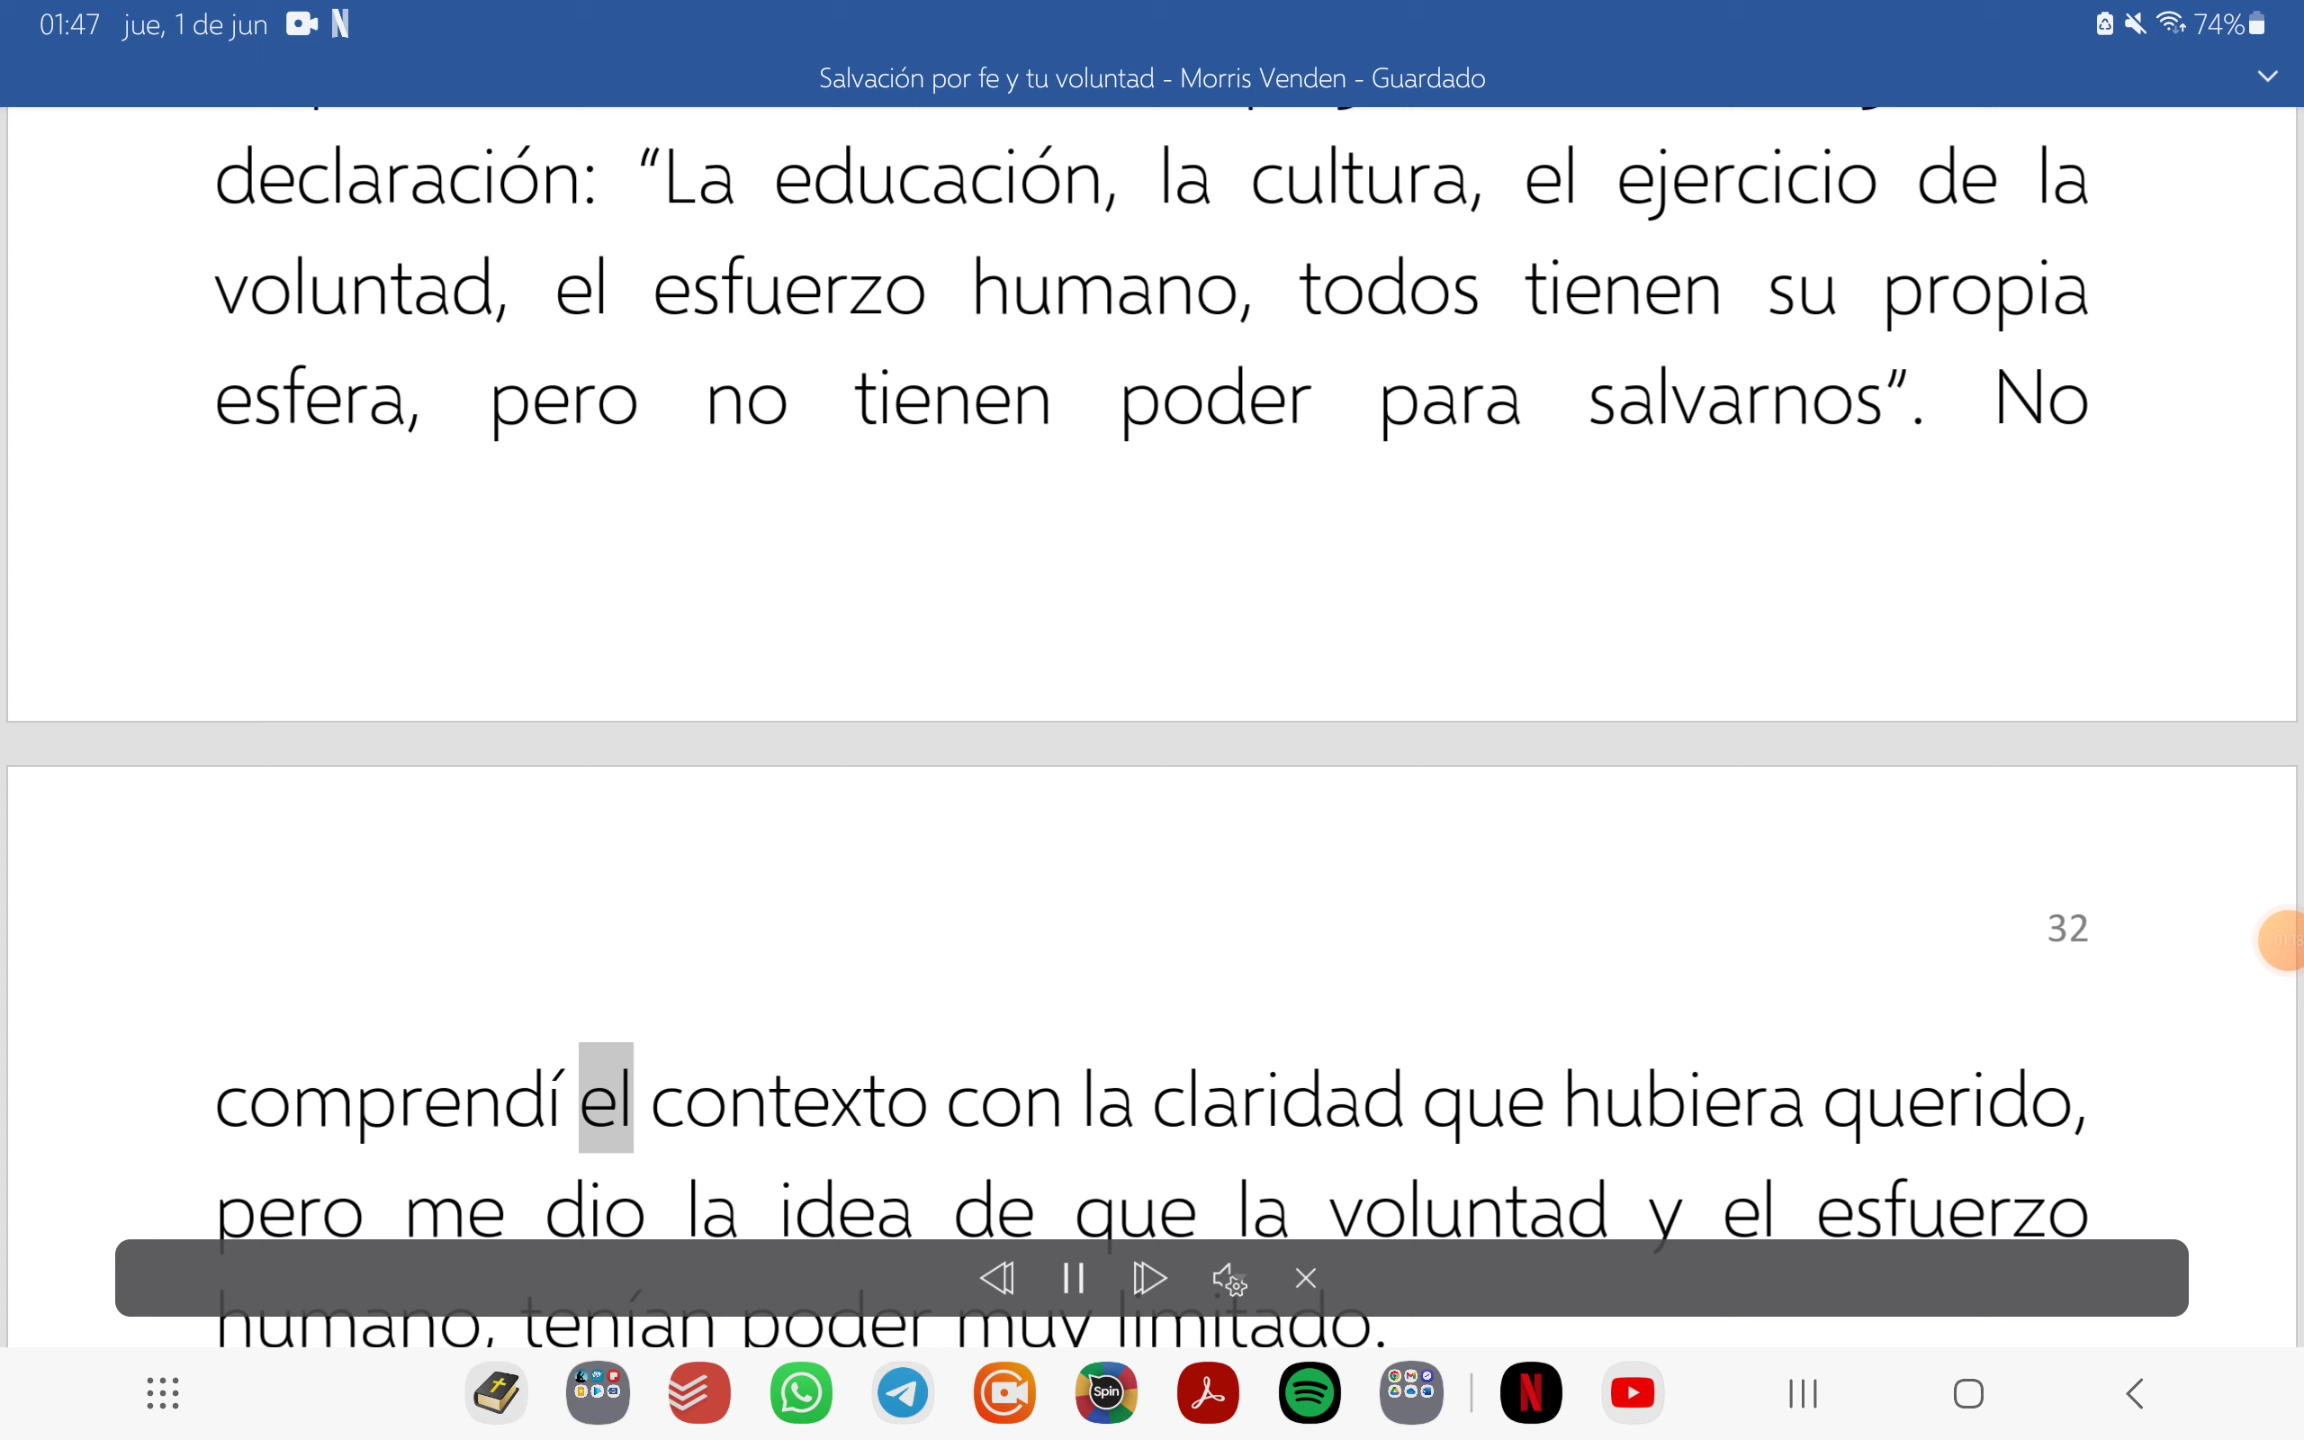 01:47 jue, 1 de jun
74%
Salvación por fe y tu voluntad - Morris Venden - Guardado
declaración: “La educación, la cultura, el ejercicio de la
voluntad, el esfuerzo humano, todos tienen su propia
esfera, pero no tienen poder para salvarnos”. No
32
comprendí el contexto con la claridad que hubiera querido,
pero me dio la idea de que la voluntad y el esfuerzo
humano, tenían poder muy limitado.
Spin